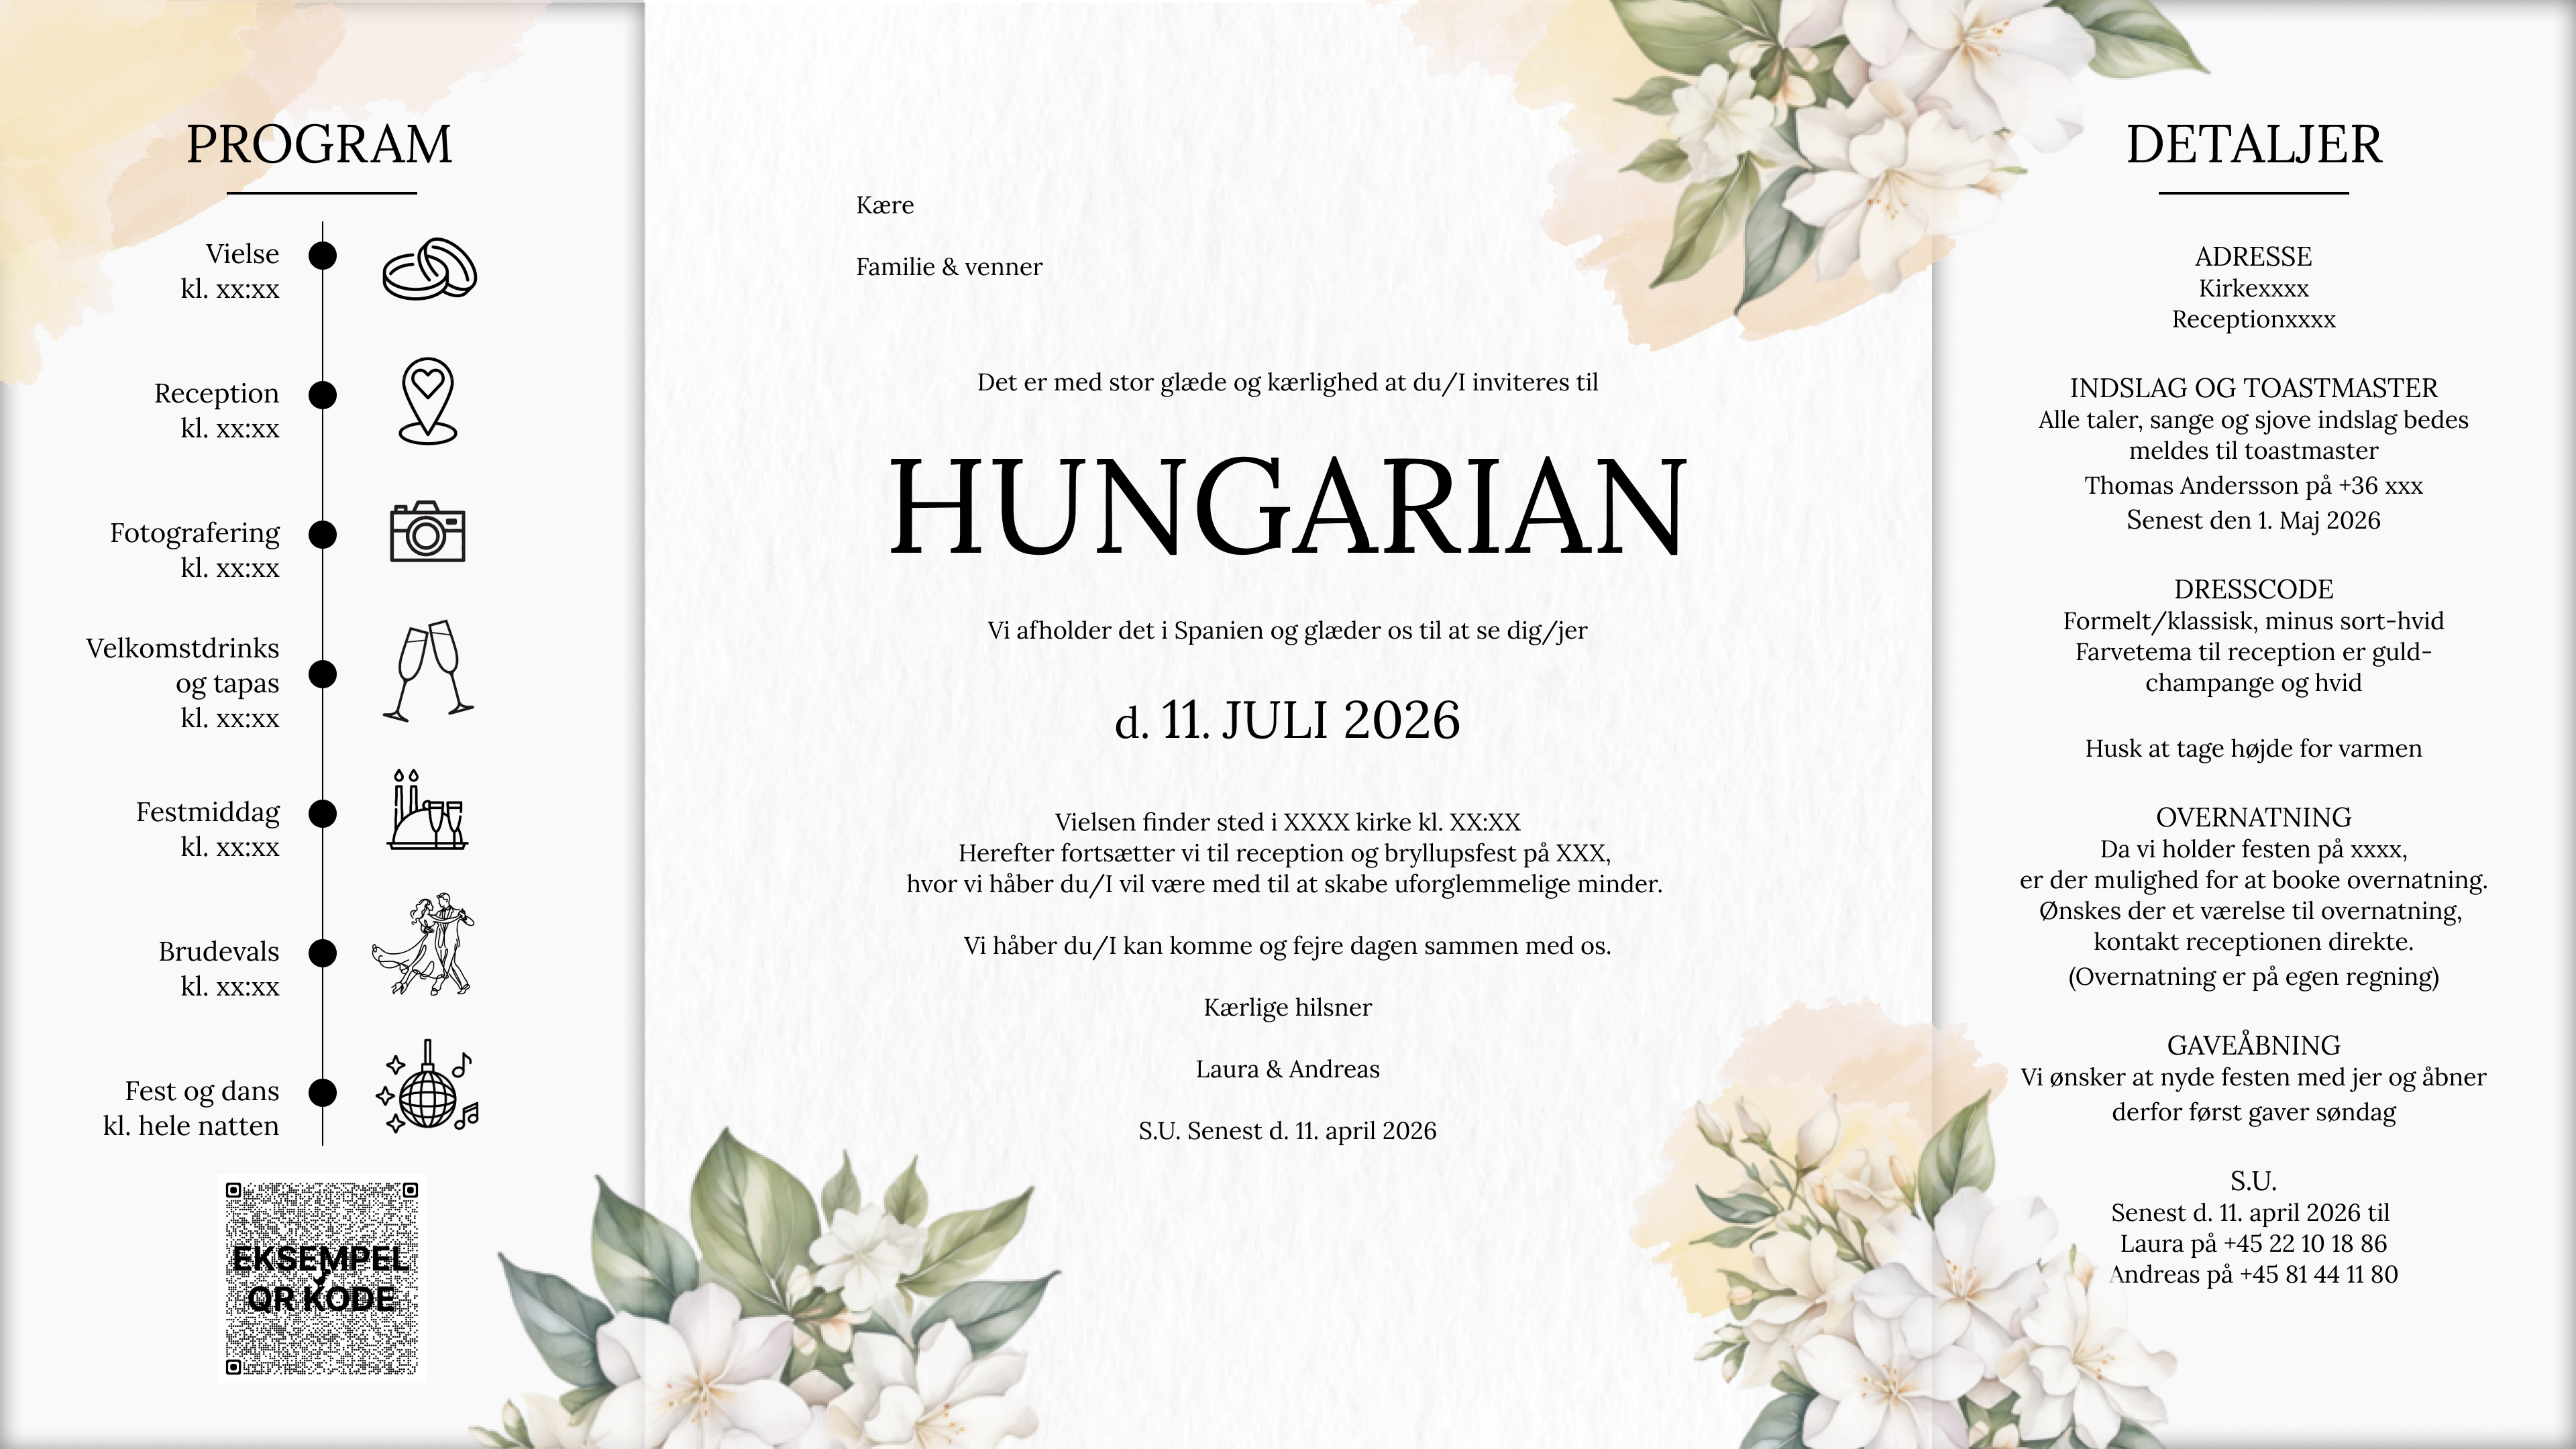 PROGRAM
Vielse
kl. xx:xx
Reception
kl. xx:xx
Fotografering
kl. xx:xx
Velkomstdrinks
og tapas
kl. xx:xx
Festmiddag
kl. xx:xx
Brudevals
kl. xx:xx
Fest og dans
kl. hele natten
EKSEMPEL
QR KODE
Kære
Familie & venner
Det er med stor glæde og kærlighed at du/I inviteres til
HUNGARIAN
Vi afholder det i Spanien og glæder os til at se dig/jer
d. 11. JULI 2026
Vielsen finder sted i XXXX kirke kl. XX:XX
Herefter fortsætter vi til reception og bryllupsfest på XXX,
hvor vi håber du/I vil være med til at skabe uforglemmelige minder.
Vi håber du/I kan komme og fejre dagen sammen med os.
Kærlige hilsner
Laura & Andreas
S.U. Senest d. 11. april 2026
DETALJER
ADRESSE
Kirkexxxx
Receptionxxxx
INDSLAG OG TOASTMASTER
Alle taler, sange og sjove indslag bedes
meldes til toastmaster
Thomas Andersson på +36 xxx
Senest den 1. Maj 2026
DRESSCODE
Formelt/klassisk, minus sort-hvid
Farvetema til reception er guld-
champange og hvid
Husk at tage højde for varmen
OVERNATNING
Da vi holder festen på xxxx,
er der mulighed for at booke overnatning.
Ønskes der et værelse til overnatning,
kontakt receptionen direkte.
(Overnatning er på egen regning)
GAVEÅBNING
Vi ønsker at nyde festen med jer og åbner
derfor først gaver søndag
S.U.
Senest d. 11. april 2026 til
Laura på +45 22 10 18 86
Andreas på +45 81 44 11 80